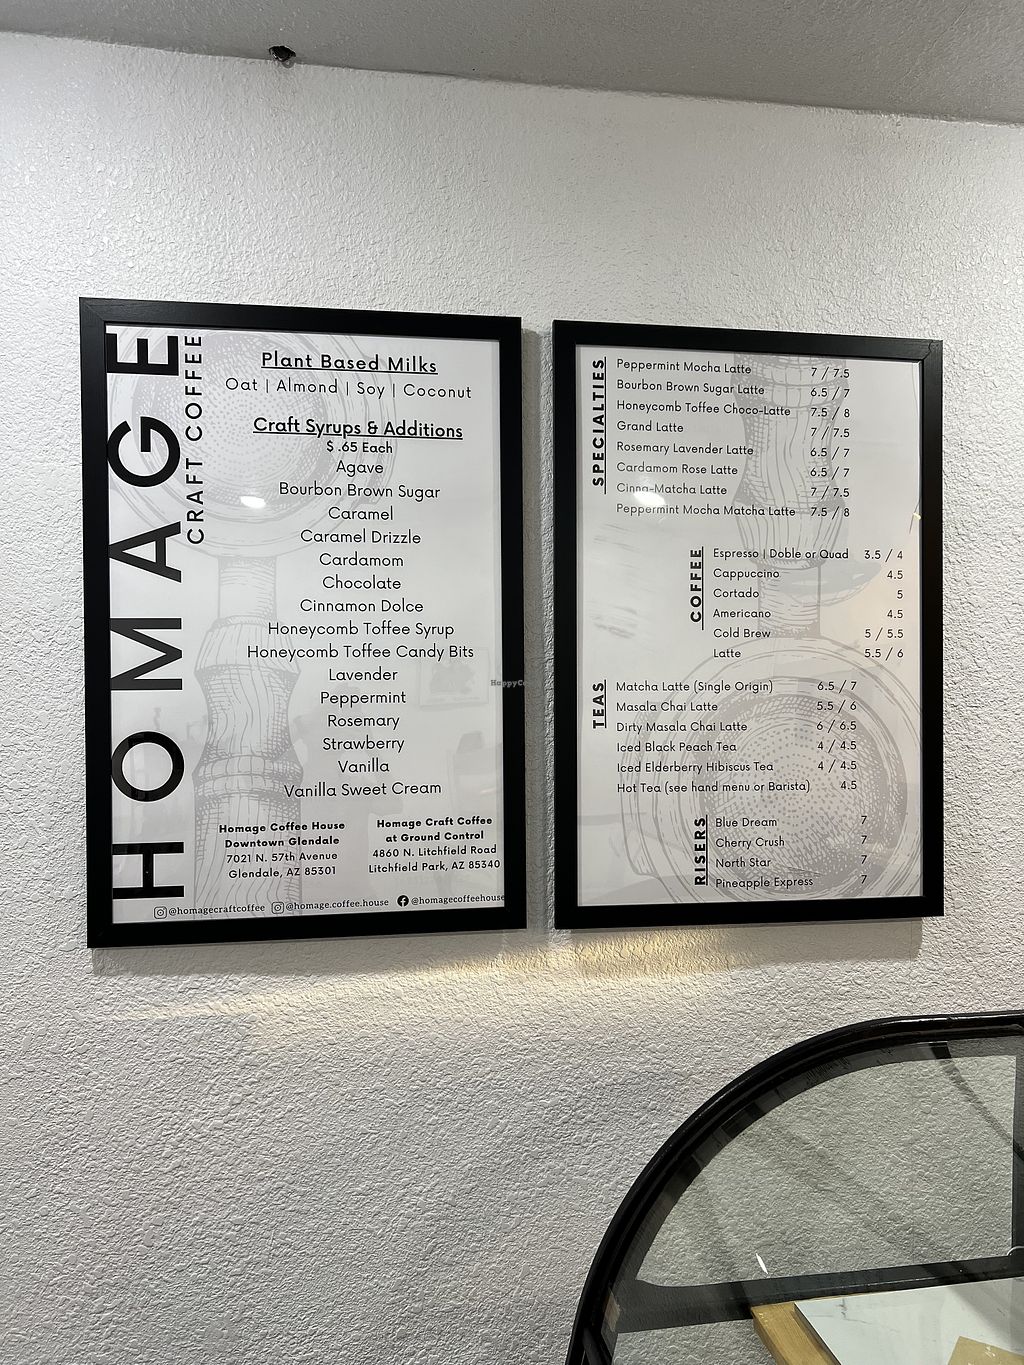 HOMAGE
CRAFT COFFEE
Plant Based Milks
Oat | Almond | Soy | Coconut
Craft Syrups & Additions
$ .65 Each
Agave
Bourbon Brown Sugar
Caramel
Caramel Drizzle
Cardamom
Chocolate
Cinnamon Dolce
Honeycomb Toffee Syrup
Honeycomb Toffee Candy Bits
Lavender
Peppermint
Rosemary
Strawberry
Vanilla
Vanilla Sweet Cream
Homage Coffee House
Downtown Glendale
7021 N. 57th Avenue
Glendale, AZ 85301
Homage Craft Coffee
at Ground Control
4860 N. Litchfield Road
Litchfield Park, AZ 85340
@homagecraftcoffee @homage.coffee.house @homagecoffeehouse
SPECIALTIES
Peppermint Mocha Latte 7 / 7.5
Bourbon Brown Sugar Latte 6.5 / 7
Honeycomb Toffee Choco-Latte 7.5 / 8
Grand Latte 7 / 7.5
Rosemary Lavender Latte 6.5 / 7
Cardamom Rose Latte 6.5 / 7
Cinna-Matcha Latte 7 / 7.5
Peppermint Mocha Matcha Latte 7.5 / 8
COFFEE
Espresso | Doble or Quad 3.5 / 4
Cappuccino 4.5
Cortado 5
Americano 4.5
Cold Brew 5 / 5.5
Latte 5.5 / 6
TEAS
Matcha Latte (Single Origin) 6.5 / 7
Masala Chai Latte 5.5 / 6
Dirty Masala Chai Latte 6 / 6.5
Iced Black Peach Tea 4 / 4.5
Iced Elderberry Hibiscus Tea 4 / 4.5
Hot Tea (see hand menu or Barista) 4.5
RISERS
Blue Dream 7
Cherry Crush 7
North Star 7
Pineapple Express 7